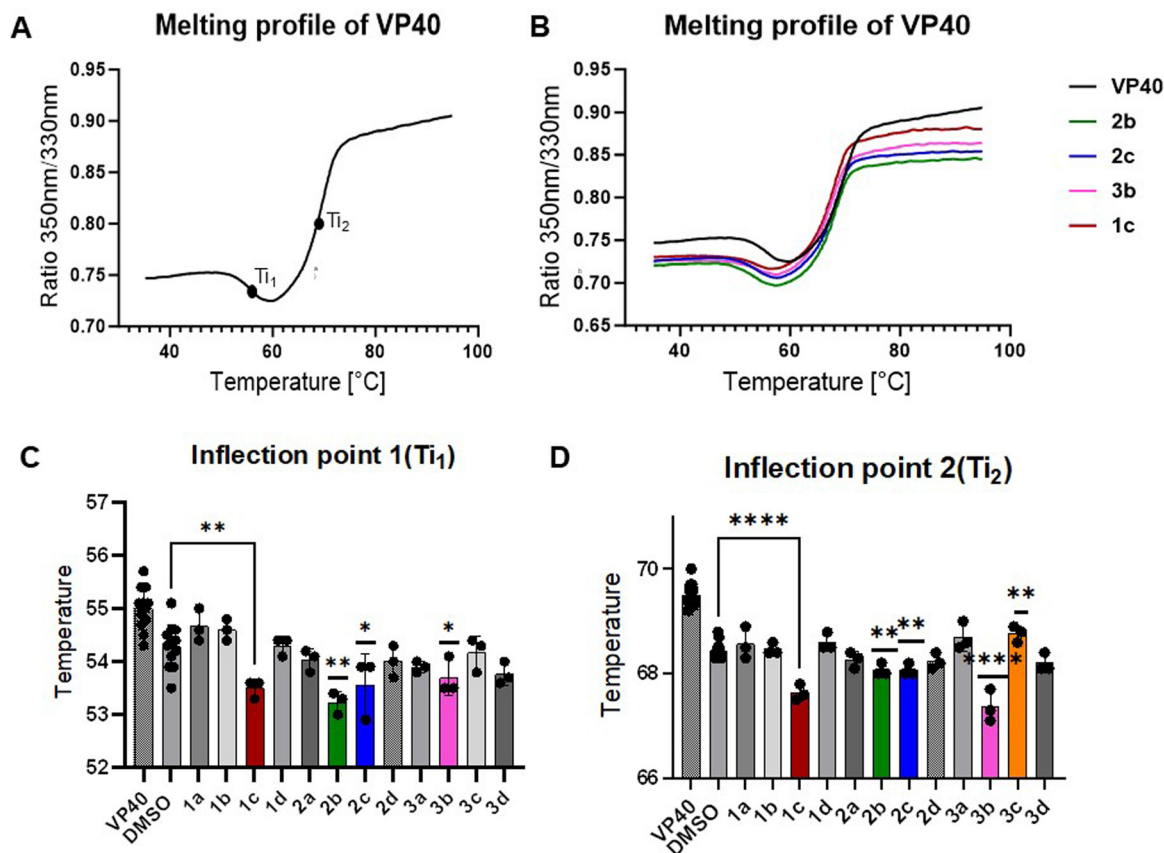 A
Melting profile of VP40
Ratio 350nm/330nm
0.95
0.90
0.85
0.80
0.75
0.70
Ti₁
Ti₂
40
60
80
100
Temperature [°C]
B
Melting profile of VP40
Ratio 350nm/330nm
0.95
0.90
0.85
0.80
0.75
0.70
0.65
40
60
80
100
Temperature [°C]
VP40
2b
2c
3b
1c
C
Inflection point 1(Ti₁)
Temperature
57
56
55
54
53
52
**
**
*
*
VP40
DMSO
1a
1b
1c
1d
2a
2b
2c
2d
3a
3b
3c
3d
D
Inflection point 2(Ti₂)
Temperature
70
68
66
****
**
**
****
**
VP40
DMSO
1a
1b
1c
1d
2a
2b
2c
2d
3a
3b
3c
3d